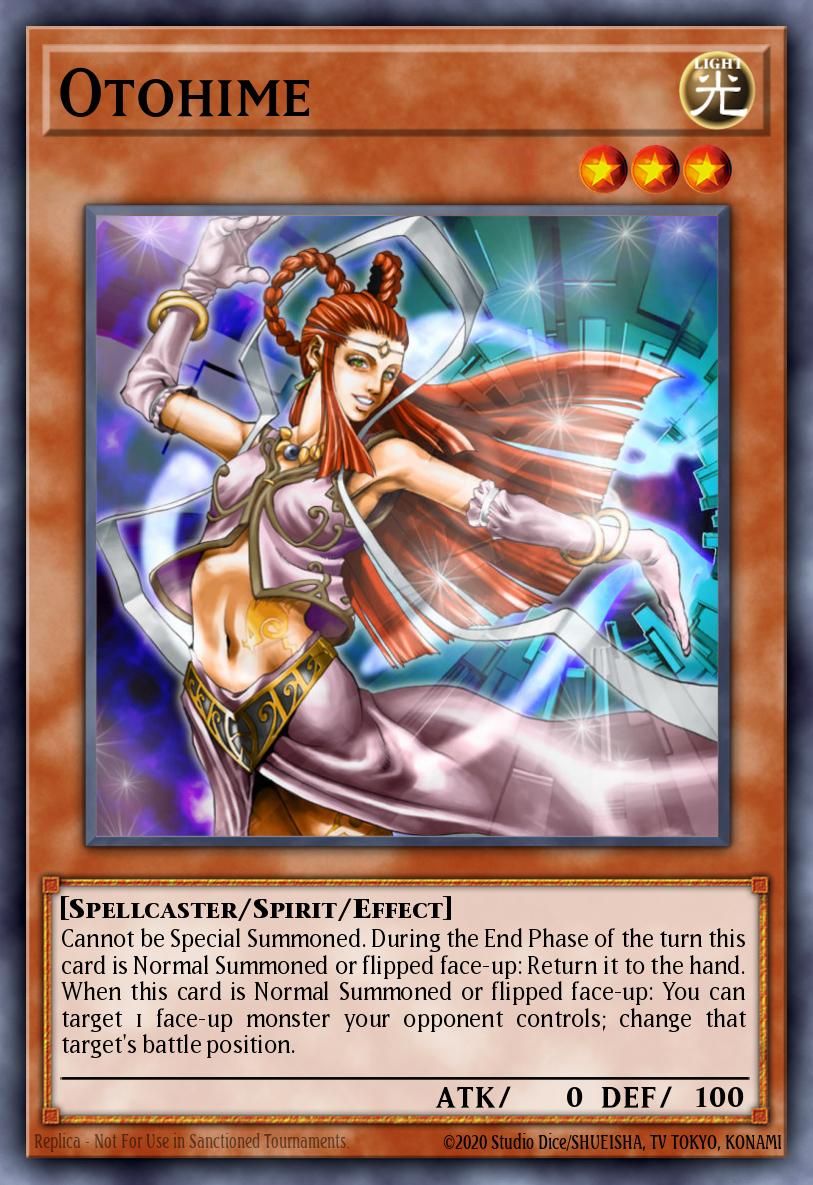 Otohime
LIGHT
光
[Spellcaster/Spirit/Effect]
Cannot be Special Summoned. During the End Phase of the turn this
card is Normal Summoned or flipped face-up: Return it to the hand.
When this card is Normal Summoned or flipped face-up: You can
target 1 face-up monster your opponent controls; change that
target's battle position.
ATK/ 0 DEF/ 100
Replica - Not For Use in Sanctioned Tournaments.
©2020 Studio Dice/SHUEISHA, TV TOKYO, KONAMI